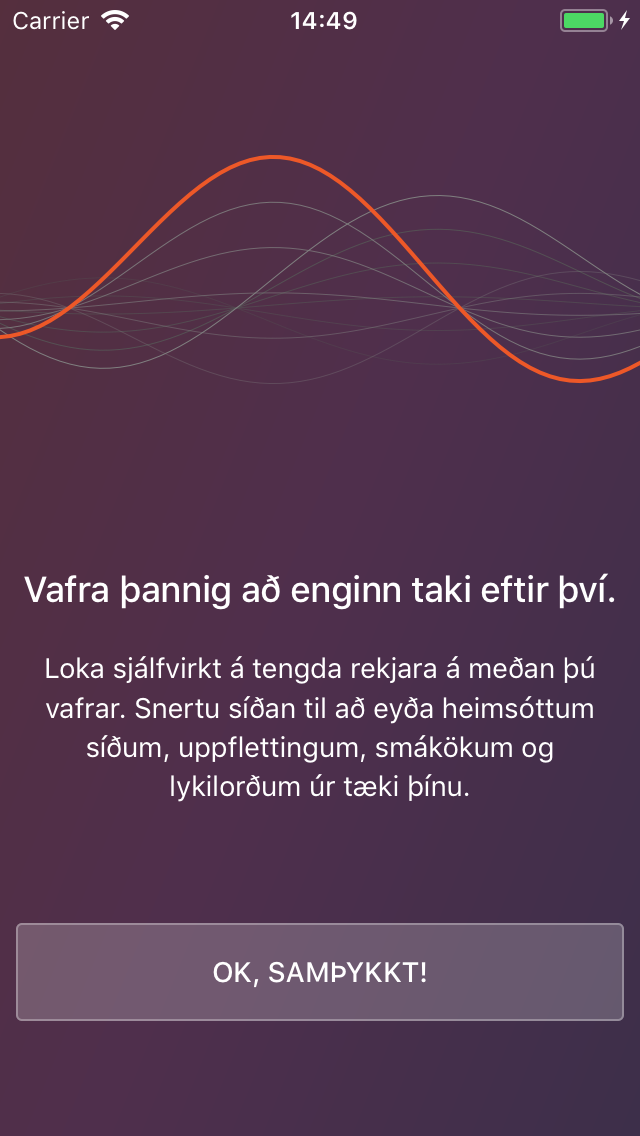 Carrier 14:49
Vafra þannig að enginn taki eftir því.
Loka sjálfvirkt á tengda rekjara á meðan þú
vafrar. Snertu síðan til að eyða heimsóttum
síðum, uppflettingum, smákökum og
lykilorðum úr tæki þínu.
OK, SAMÞYKKT!